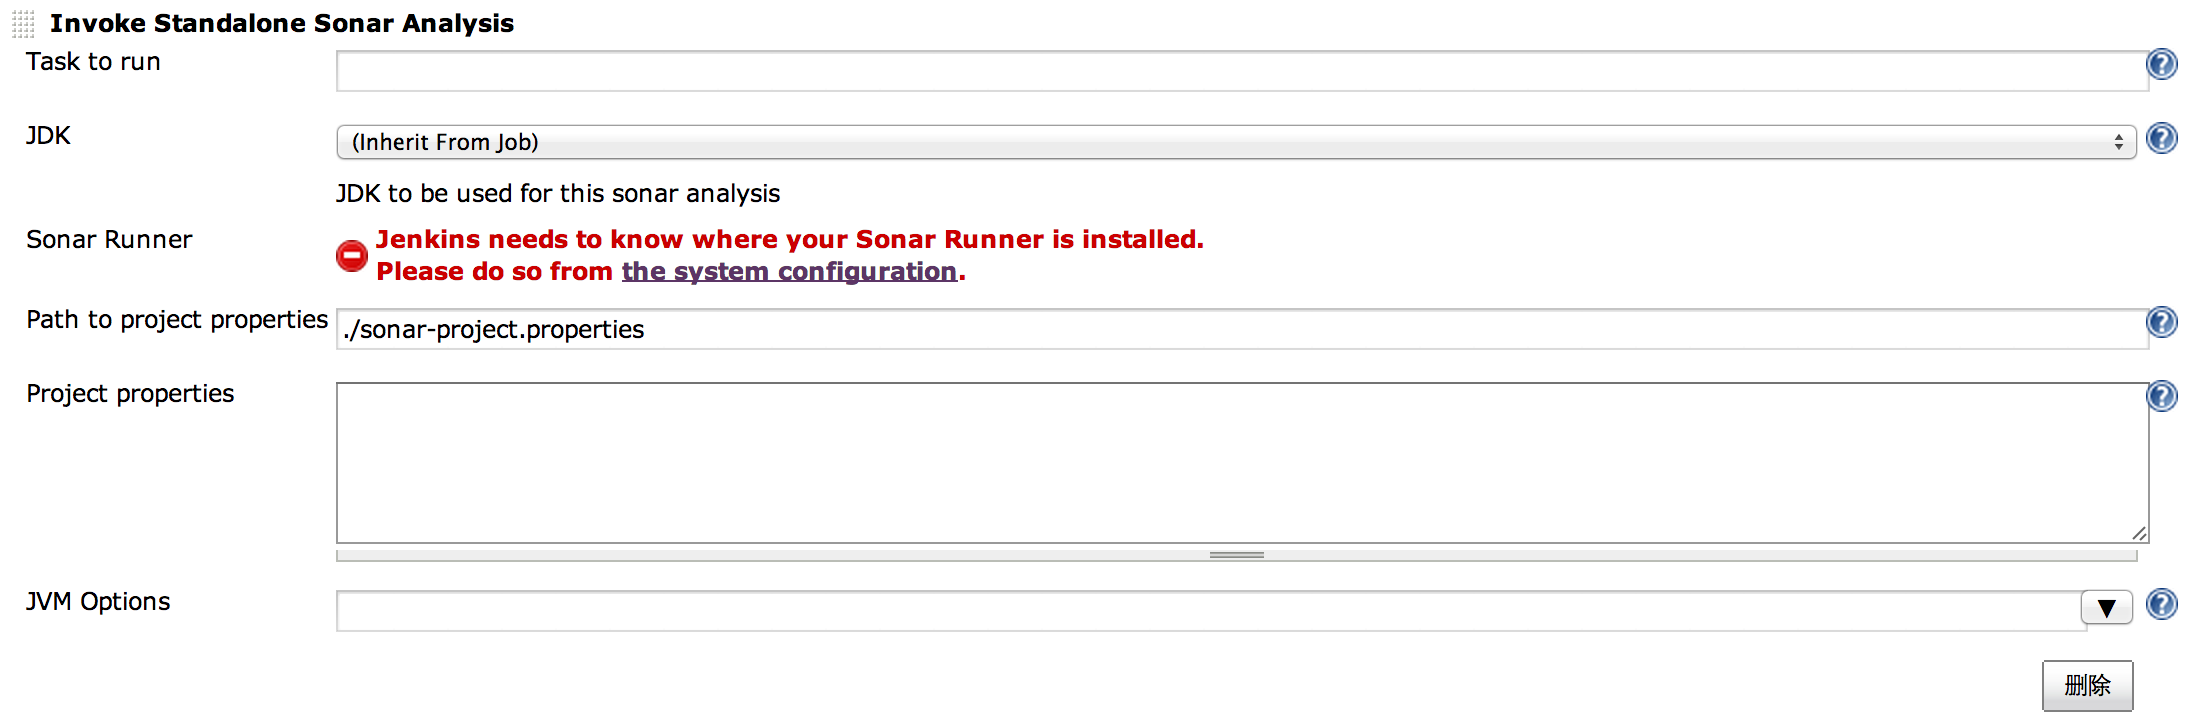 Invoke Standalone Sonar Analysis
Task to run
JDK
(Inherit From Job)
JDK to be used for this sonar analysis
Sonar Runner
Jenkins needs to know where your Sonar Runner is installed.
Please do so from the system configuration.
Path to project properties
./sonar-project.properties
Project properties
JVM Options
删除